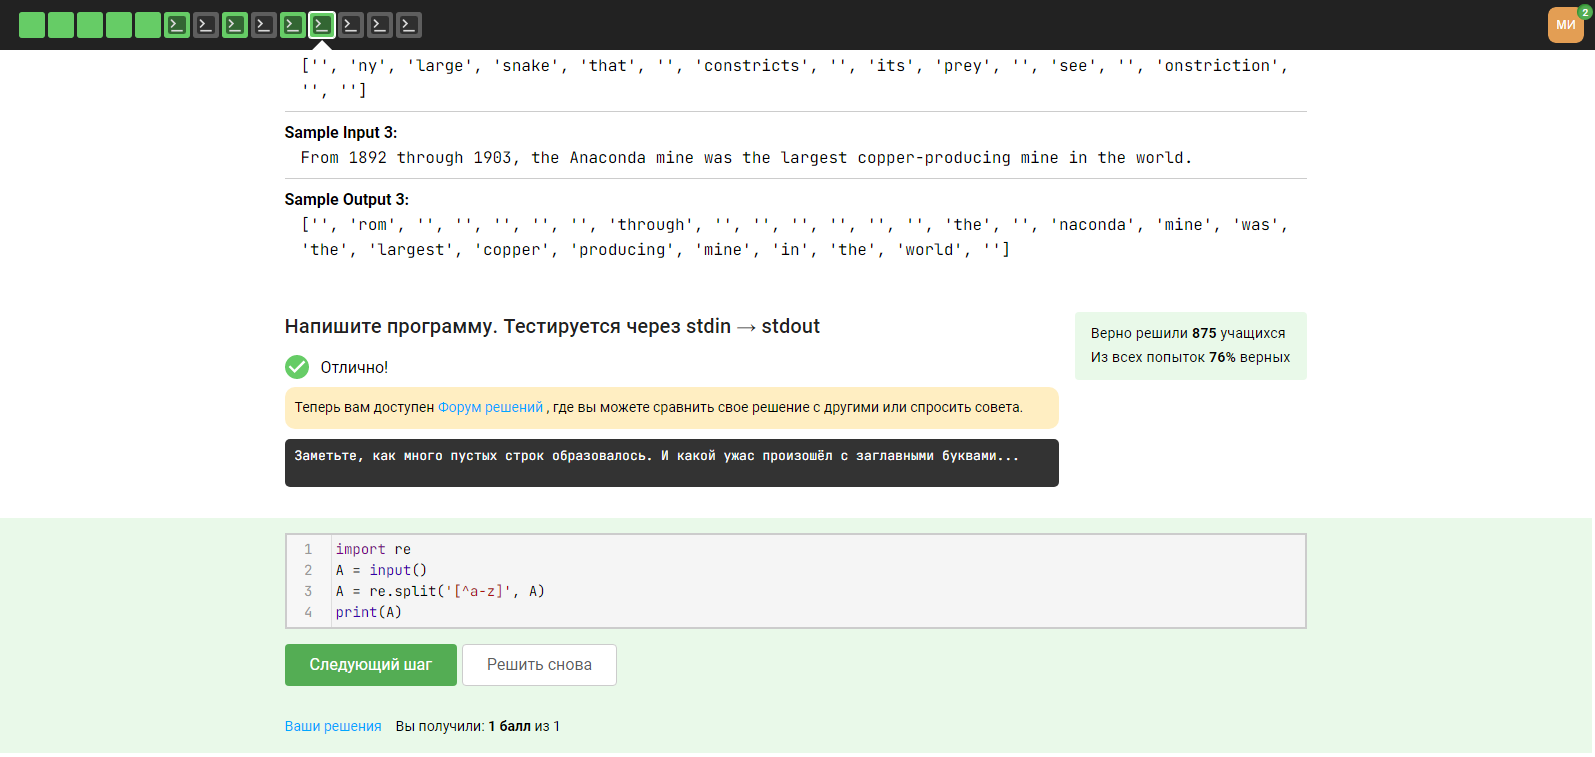 МИ
2
['', 'ny', 'large', 'snake', 'that', '', 'constricts', '', 'its', 'prey', '', 'see', '', 'onstriction',
'', '']
Sample Input 3:
From 1892 through 1903, the Anaconda mine was the largest copper-producing mine in the world.
Sample Output 3:
['', 'rom', '', '', '', '', '', 'through', '', '', '', '', '', '', 'the', '', 'naconda', 'mine', 'was',
'the', 'largest', 'copper', 'producing', 'mine', 'in', 'the', 'world', '']
Напишите программу. Тестируется через stdin → stdout
Верно решили 875 учащихся
Из всех попыток 76% верных
Отлично!
Теперь вам доступен Форум решений , где вы можете сравнить свое решение с другими или спросить совета.
Заметьте, как много пустых строк образовалось. И какой ужас произошёл с заглавными буквами...
1 import re
2 A = input()
3 A = re.split('[^a-z]', A)
4 print(A)
Следующий шаг
Решить снова
Ваши решения Вы получили: 1 балл из 1